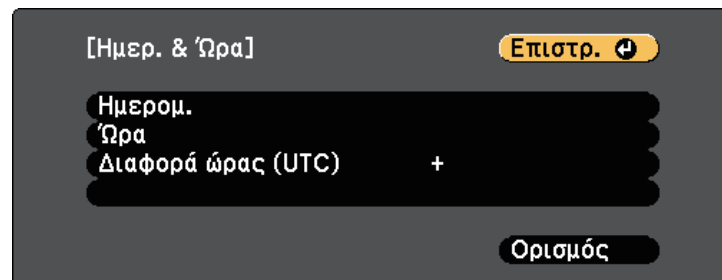 [Ημερ. & Ώρα] Επιστρ.
Ημερομ.
Ώρα
Διαφορά ώρας (UTC) +
Ορισμός